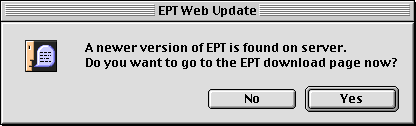 EPT Web Update
A newer version of EPT is found on server.
Do you want to go to the EPT download page now?
No
Yes